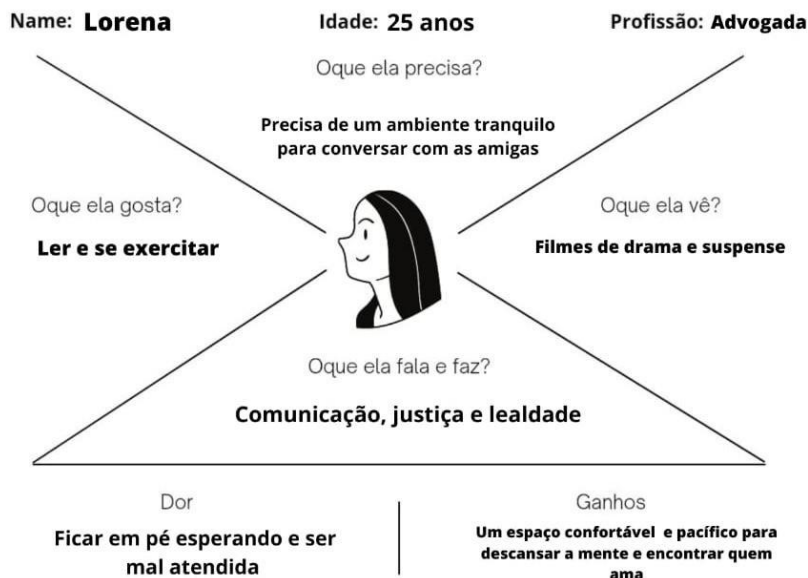 Name: Lorena
Idade: 25 anos
Profissão: Advogada
Oque ela precisa?
Precisa de um ambiente tranquilo
para conversar com as amigas
Oque ela gosta?
Ler e se exercitar
Oque ela vê?
Filmes de drama e suspense
Oque ela fala e faz?
Comunicação, justiça e lealdade
Dor
Ficar em pé esperando e ser
mal atendida
Ganhos
Um espaço confortável e pacífico para
descansar a mente e encontrar quem
ama